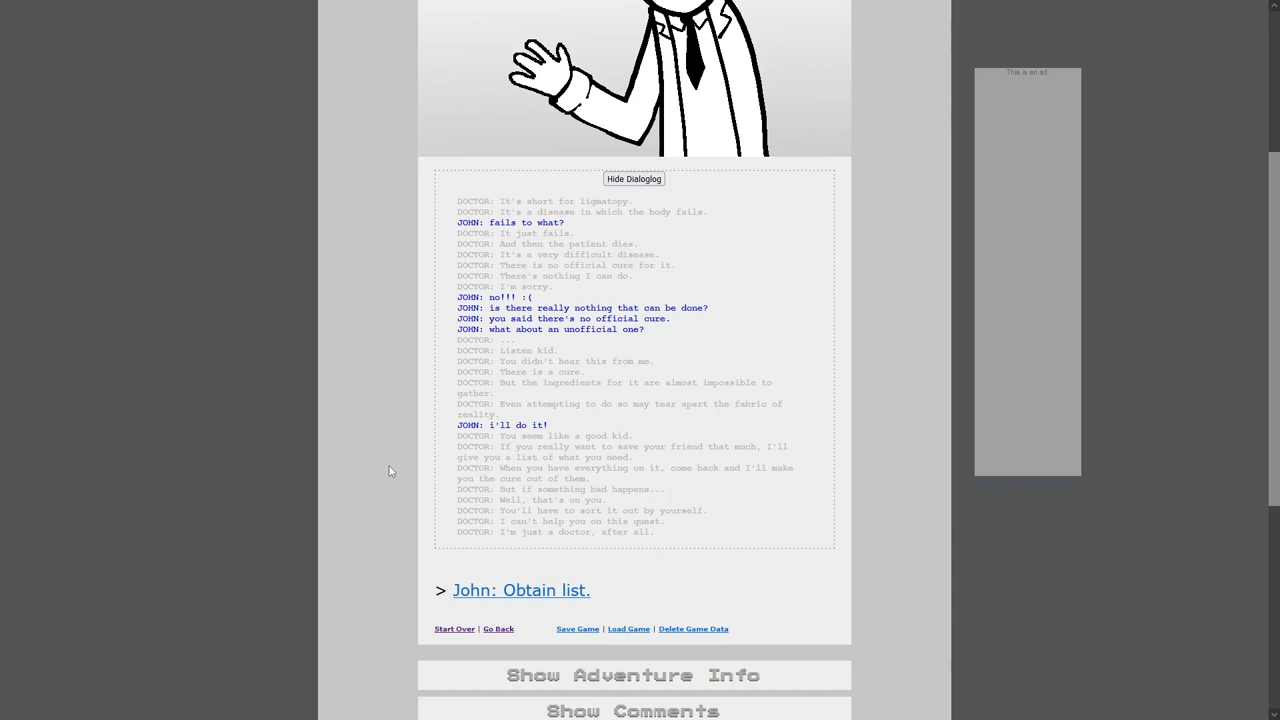 This is an ad.
Hide Dialoglog
DOCTOR: It's short for ligmatopy.
DOCTOR: It's a disease in which the body fails.
JOHN: fails to what?
DOCTOR: It just fails.
DOCTOR: And then the patient dies.
DOCTOR: It's a very difficult disease.
DOCTOR: There is no official cure for it.
DOCTOR: There's nothing I can do.
DOCTOR: I'm sorry.
JOHN: no!!! :(
JOHN: is there really nothing that can be done?
JOHN: you said there's no official cure.
JOHN: what about an unofficial one?
DOCTOR: ...
DOCTOR: Listen kid.
DOCTOR: You didn't hear this from me.
DOCTOR: There is a cure.
DOCTOR: But the ingredients for it are almost impossible to
gather.
DOCTOR: Even attempting to do so may tear apart the fabric of
reality.
JOHN: i'll do it!
DOCTOR: You seem like a good kid.
DOCTOR: If you really want to save your friend that much, I'll
give you a list of what you need.
DOCTOR: When you have everything on it, come back and I'll make
you the cure out of them.
DOCTOR: But if something bad happens...
DOCTOR: Well, that's on you.
DOCTOR: You'll have to sort it out by yourself.
DOCTOR: I can't help you on this quest.
DOCTOR: I'm just a doctor, after all.
> John: Obtain list.
Start Over | Go Back Save Game | Load Game | Delete Game Data
Show Adventure Info
Show Comments